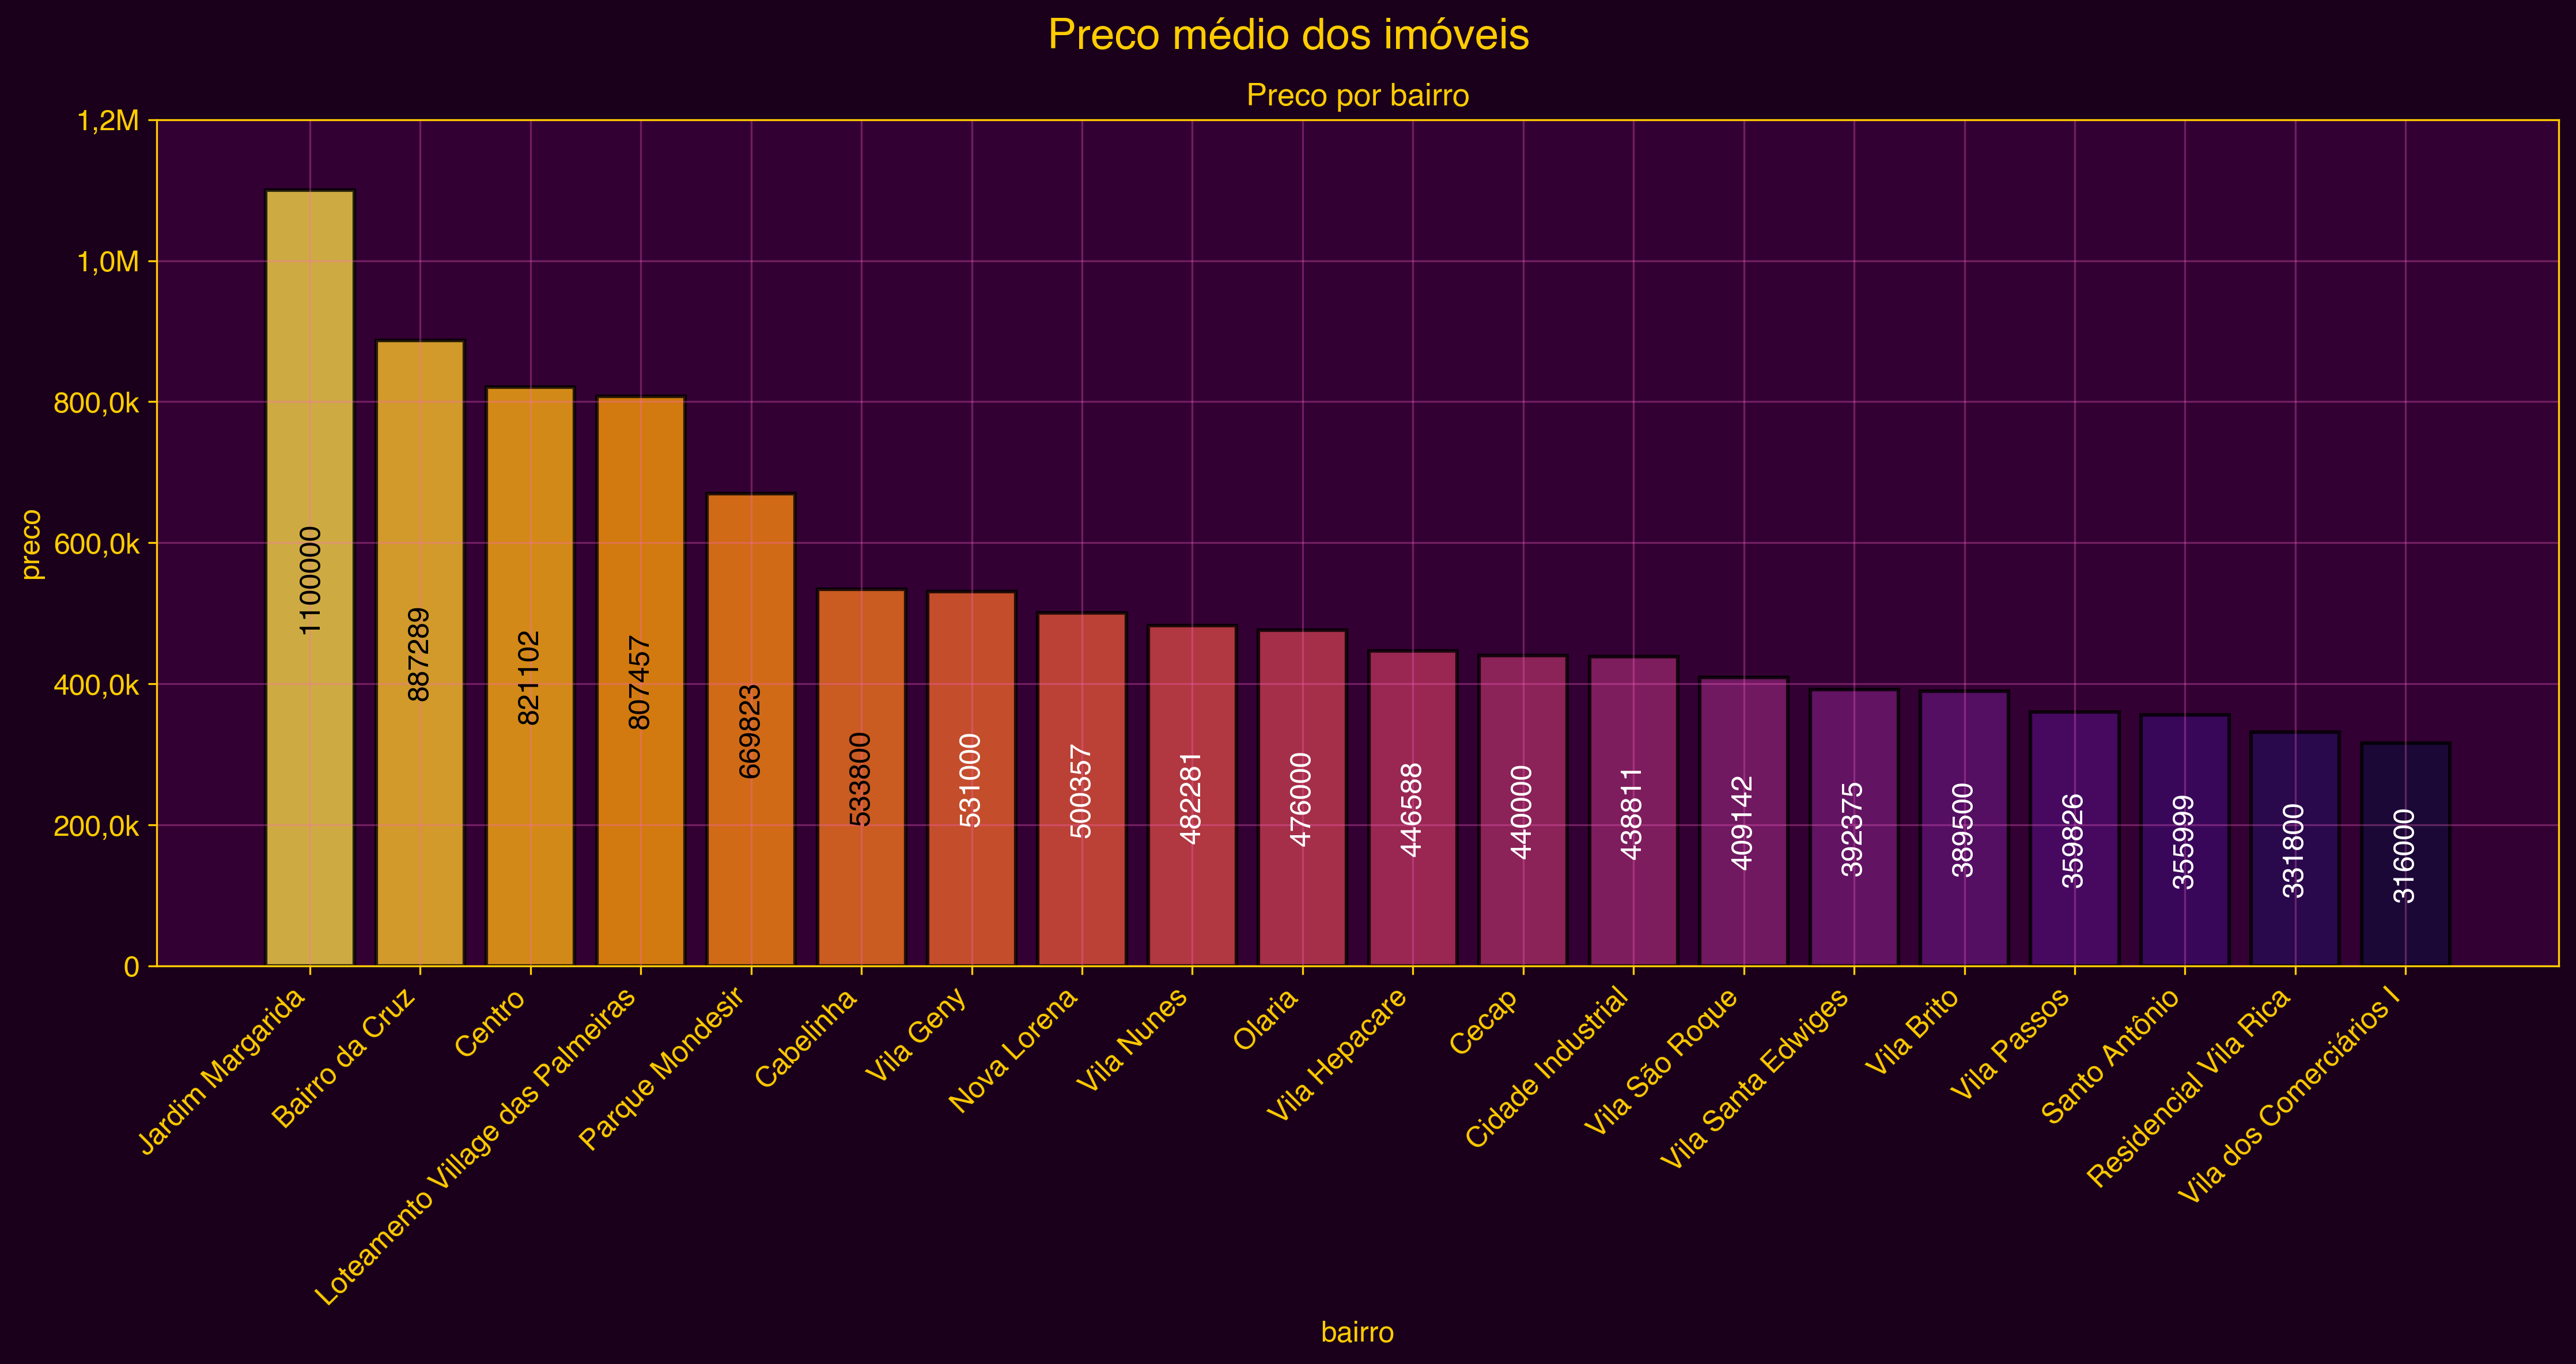 Preco médio dos imóveis
Preco por bairro
preco
1,2M
1,0M
800,0k
600,0k
400,0k
200,0k
0
1100000
887289
821102
807457
669823
533800
531000
500357
482281
476000
446588
440000
438811
409142
392375
389500
359826
355999
331800
316000
Jardim Margarida
Bairro da Cruz
Centro
Loteamento Village das Palmeiras
Parque Mondesir
Cabelinha
Vila Geny
Nova Lorena
Vila Nunes
Olaria
Vila Hepacare
Cecap
Cidade Industrial
Vila São Roque
Vila Santa Edwiges
Vila Brito
Vila Passos
Santo Antônio
Residencial Vila Rica
Vila dos Comerciários I
bairro